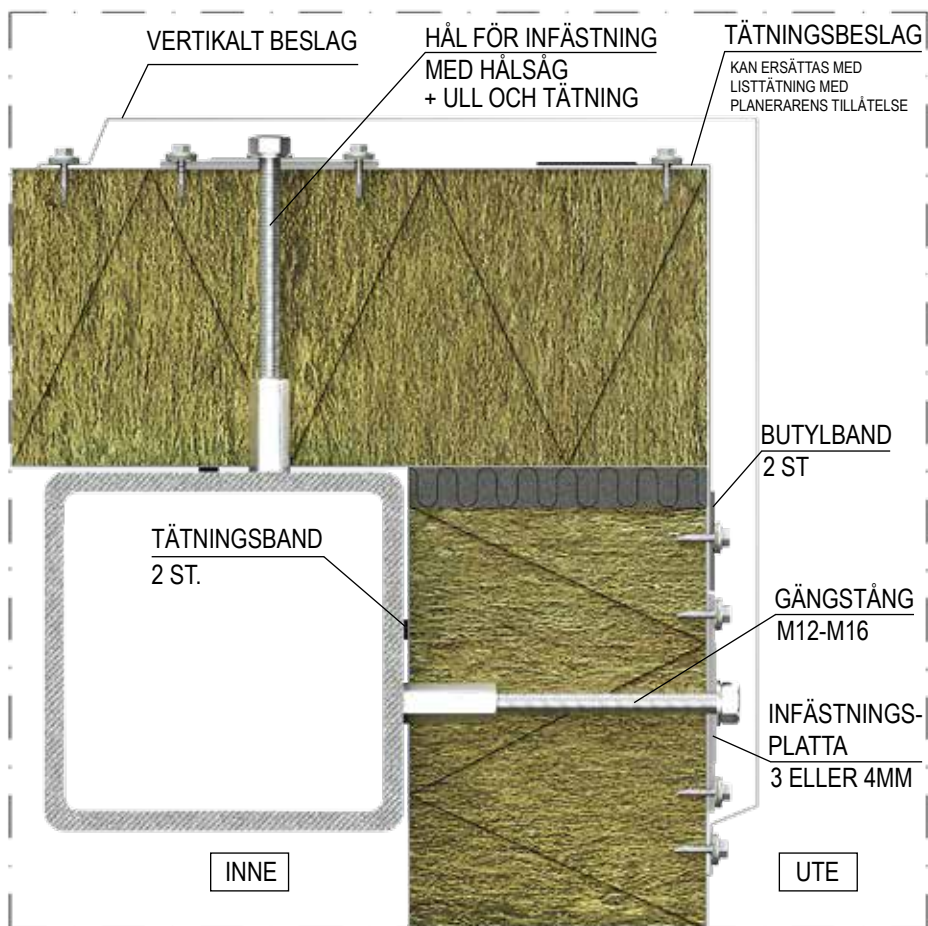 VERTIKALT BESLAG
HÅL FÖR INFÄSTNING
MED HÅLSÅG
+ ULL OCH TÄTNING
TÄTNINGSBESLAG
KAN ERSÄTTAS MED
LISTTÄTNING MED
PLANERARENS TILLÅTELSE
BUTYLBAND
2 ST
TÄTNINGSBAND
2 ST.
GÄNGSTÅNG
M12-M16
INFÄSTNINGS-
PLATTA
3 ELLER 4MM
INNE
UTE